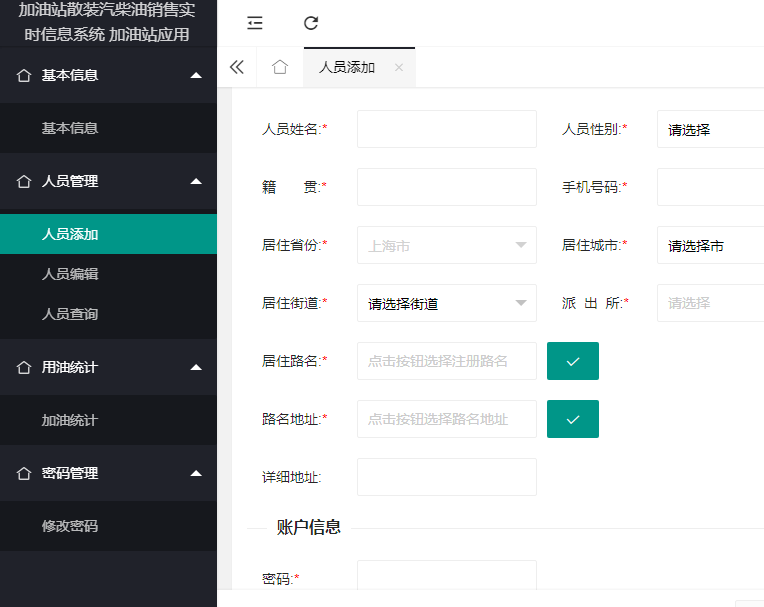 加油站散装汽柴油销售实
时信息系统 加油站应用
基本信息
基本信息
人员管理
人员添加
人员编辑
人员查询
用油统计
加油统计
密码管理
修改密码
人员添加
人员姓名:*
人员性别:* 请选择
籍 贯:*
手机号码:*
居住省份:* 上海市
居住城市:* 请选择市
居住街道:* 请选择街道
派 出 所:* 请选择
居住路名:* 点击按钮选择注册路名
路名地址:* 点击按钮选择路名地址
详细地址:
账户信息
密码:*